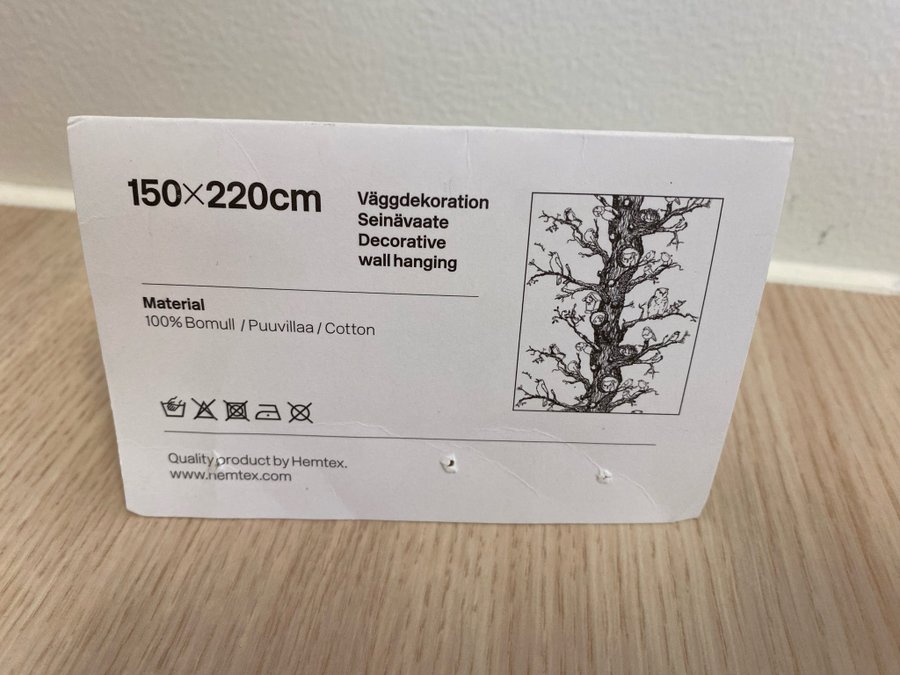 150×220cm
Väggdekoration
Seinävaate
Decorative
wall hanging
Material
100% Bomull / Puuvillaa / Cotton
Quality product by Hemtex.
www.hemtex.com